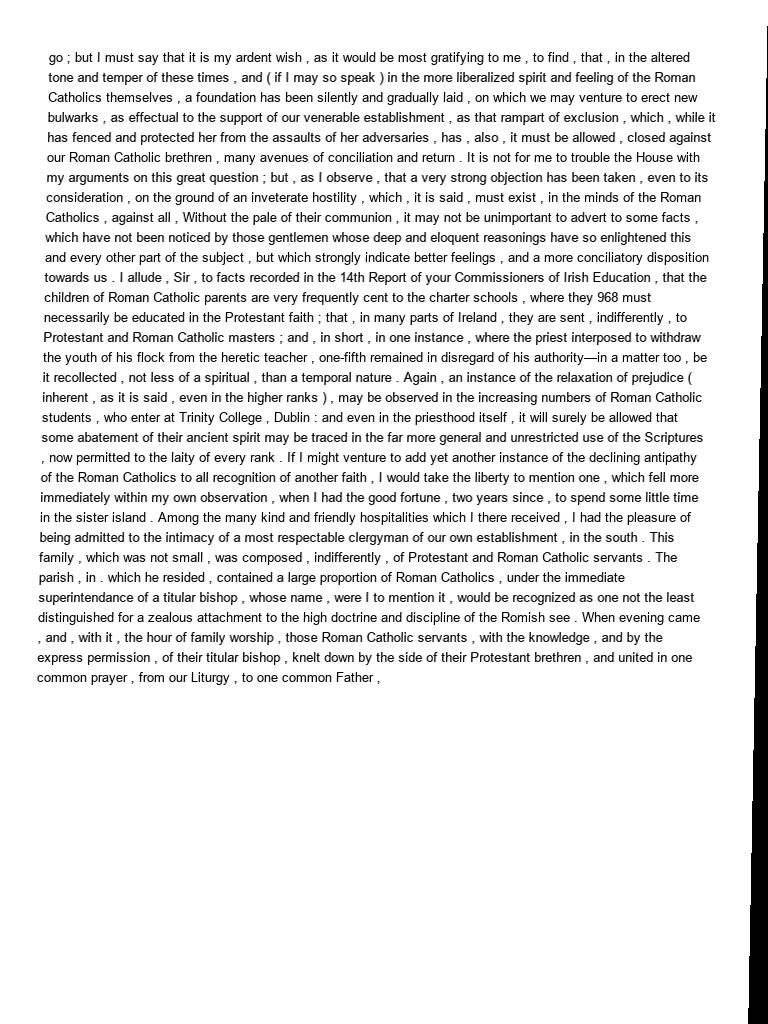 go ; but I must say that it is my ardent wish , as it would be most gratifying to me , to find , that , in the altered
tone and temper of these times , and ( if I may so speak ) in the more liberalized spirit and feeling of the Roman
Catholics themselves , a foundation has been silently and gradually laid , on which we may venture to erect new
bulwarks , as effectual to the support of our venerable establishment , as that rampart of exclusion , which , while it
has fenced and protected her from the assaults of her adversaries , has , also , it must be allowed , closed against
our Roman Catholic brethren , many avenues of conciliation and return . It is not for me to trouble the House with
my arguments on this great question ; but , as I observe , that a very strong objection has been taken , even to its
consideration , on the ground of an inveterate hostility , which , it is said , must exist , in the minds of the Roman
Catholics , against all , Without the pale of their communion , it may not be unimportant to advert to some facts ,
which have not been noticed by those gentlemen whose deep and eloquent reasonings have so enlightened this
and every other part of the subject , but which strongly indicate better feelings , and a more conciliatory disposition
towards us . I allude , Sir , to facts recorded in the 14th Report of your Commissioners of Irish Education , that the
children of Roman Catholic parents are very frequently cent to the charter schools , where they 968 must
necessarily be educated in the Protestant faith ; that , in many parts of Ireland , they are sent , indifferently , to
Protestant and Roman Catholic masters ; and , in short , in one instance , where the priest interposed to withdraw
the youth of his flock from the heretic teacher , one-fifth remained in disregard of his authority—in a matter too , be
it recollected , not less of a spiritual , than a temporal nature . Again , an instance of the relaxation of prejudice (
inherent , as it is said , even in the higher ranks ) , may be observed in the increasing numbers of Roman Catholic
students , who enter at Trinity College , Dublin : and even in the priesthood itself , it will surely be allowed that
some abatement of their ancient spirit may be traced in the far more general and unrestricted use of the Scriptures
, now permitted to the laity of every rank . If I might venture to add yet another instance of the declining antipathy
of the Roman Catholics to all recognition of another faith , I would take the liberty to mention one , which fell more
immediately within my own observation , when I had the good fortune , two years since , to spend some little time
in the sister island . Among the many kind and friendly hospitalities which I there received , I had the pleasure of
being admitted to the intimacy of a most respectable clergyman of our own establishment , in the south . This
family , which was not small , was composed , indifferently , of Protestant and Roman Catholic servants . The
parish , in . which he resided , contained a large proportion of Roman Catholics , under the immediate
superintendance of a titular bishop , whose name , were I to mention it , would be recognized as one not the least
distinguished for a zealous attachment to the high doctrine and discipline of the Romish see . When evening came
, and , with it , the hour of family worship , those Roman Catholic servants , with the knowledge , and by the
express permission , of their titular bishop , knelt down by the side of their Protestant brethren , and united in one
common prayer , from our Liturgy , to one common Father ,